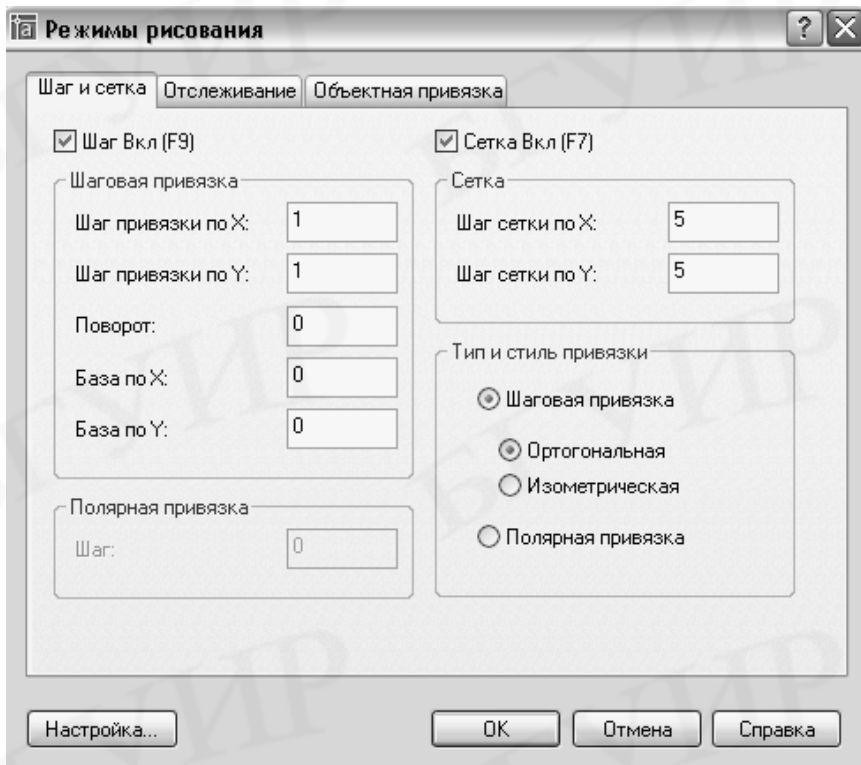 Режимы рисования
Шаг и сетка
Отслеживание
Объектная привязка
Шаг Вкл (F9)
Шаговая привязка
Шаг привязки по X: 1
Шаг привязки по Y: 1
Поворот: 0
База по X: 0
База по Y: 0
Полярная привязка
Шаг: 0
Сетка Вкл (F7)
Сетка
Шаг сетки по X: 5
Шаг сетки по Y: 5
Тип и стиль привязки
Шаговая привязка
Ортогональная
Изометрическая
Полярная привязка
Настройка...
OK
Отмена
Справка
БГУИР